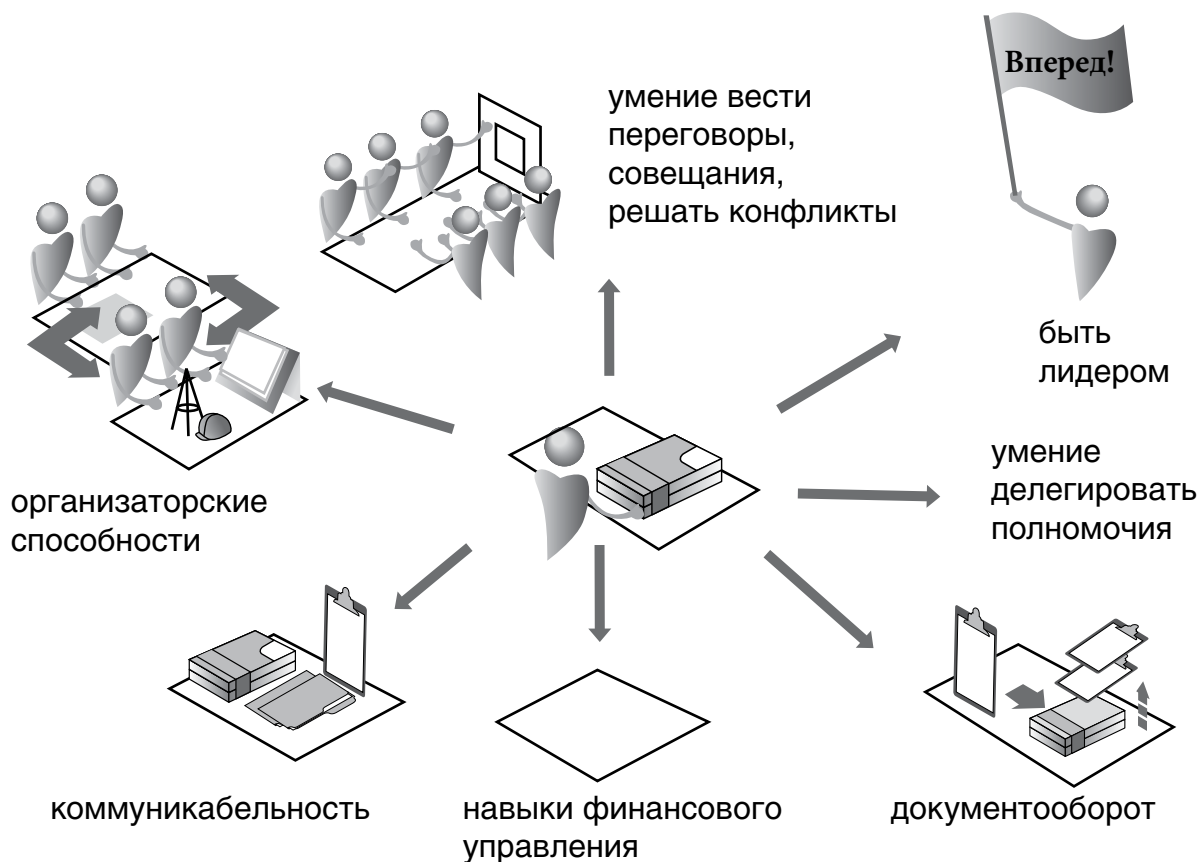 Вперед!
умение вести
переговоры,
совещания,
решать конфликты
быть
лидером
организаторские
способности
умение
делегировать
полномочия
коммуникабельность
навыки финансового
управления
документооборот